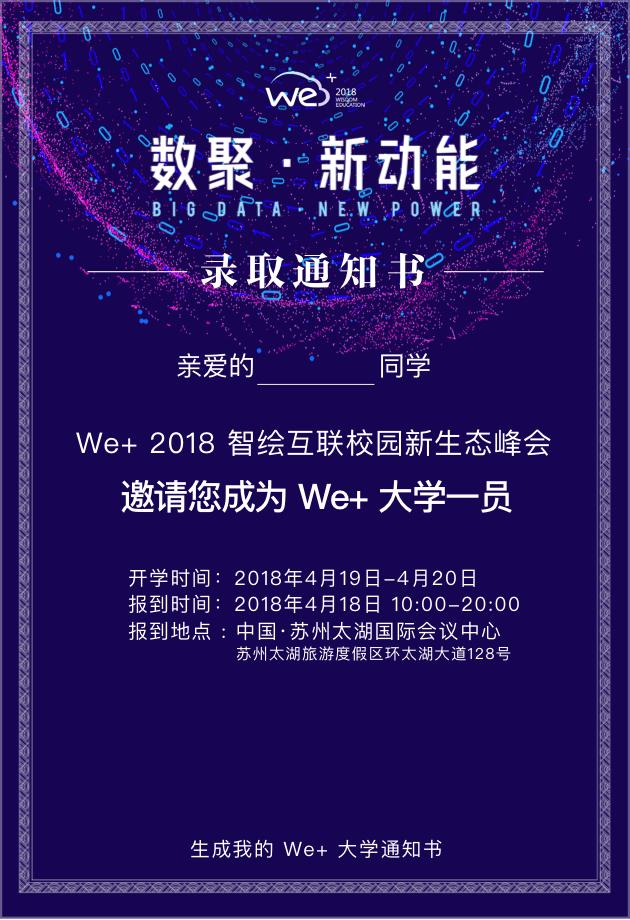 We+
2018
WISDOM
EDUCATION
数聚·新动能
BIG DATA·NEW POWER
录取通知书
亲爱的________同学
We+ 2018 智绘互联校园新生态峰会
邀请您成为 We+ 大学一员
开学时间：2018年4月19日-4月20日
报到时间：2018年4月18日 10:00-20:00
报到地点：中国·苏州太湖国际会议中心
苏州太湖旅游度假区环太湖大道128号
生成我的 We+ 大学通知书